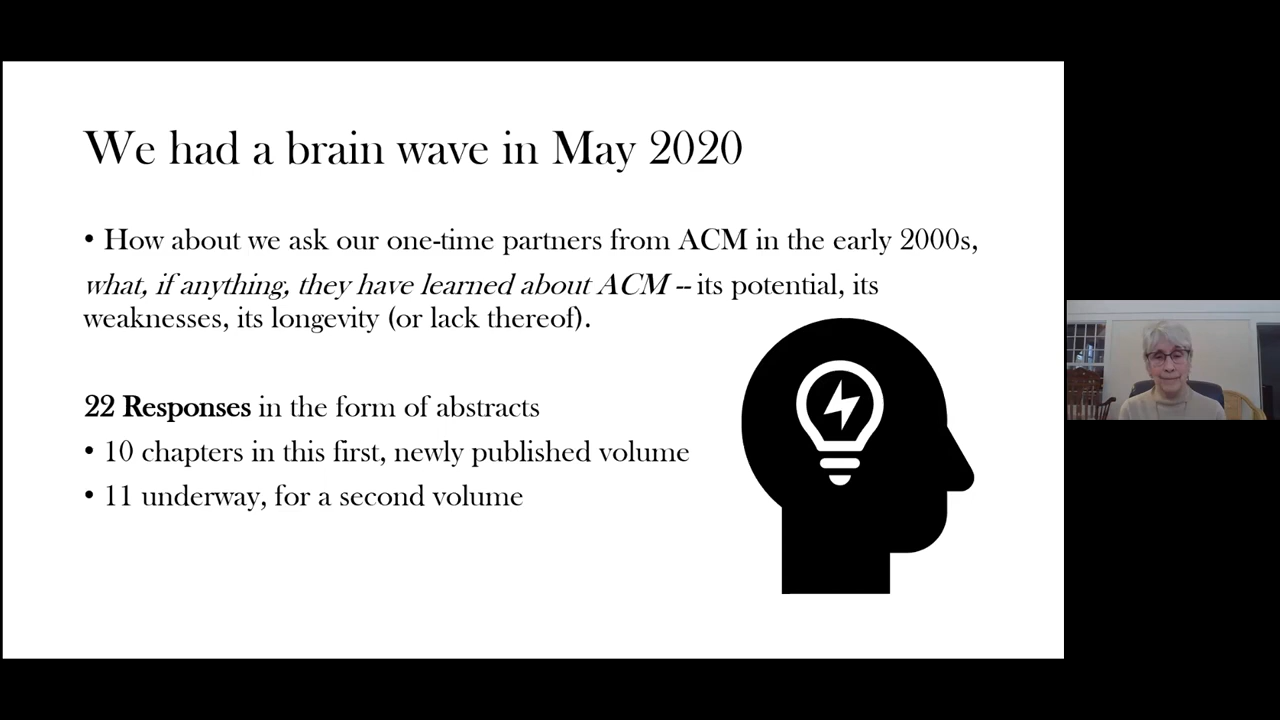 We had a brain wave in May 2020
• How about we ask our one-time partners from ACM in the early 2000s,
what, if anything, they have learned about ACM -- its potential, its
weaknesses, its longevity (or lack thereof).
22 Responses in the form of abstracts
• 10 chapters in this first, newly published volume
• 11 underway, for a second volume